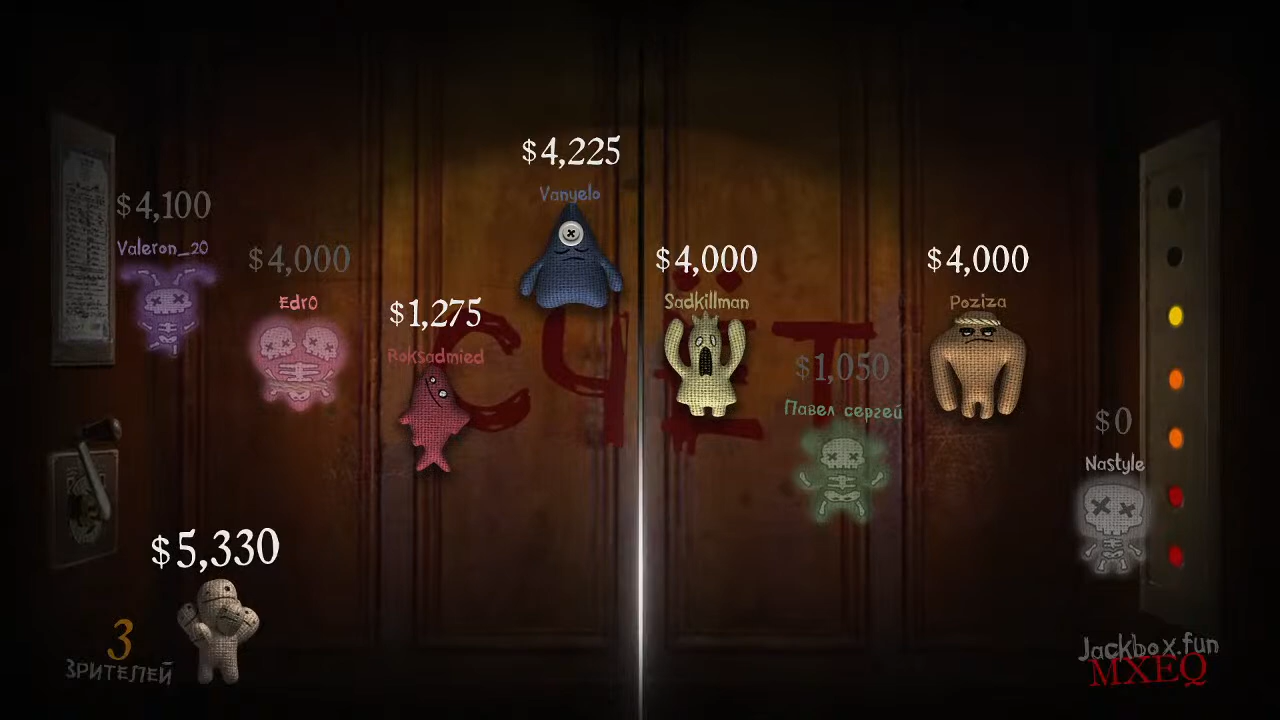 $4,225
Vanyelo
$4,100
Valeron_20
$4,000
Edr0
$4,000
Sadkillman
$4,000
Poziza
$1,275
Roksadmied
СЧЁТ
$1,050
Павел сергей
$0
Nastyle
$5,330
3
ЗРИТЕЛЕЙ
Jackbox.fun
MXEQ